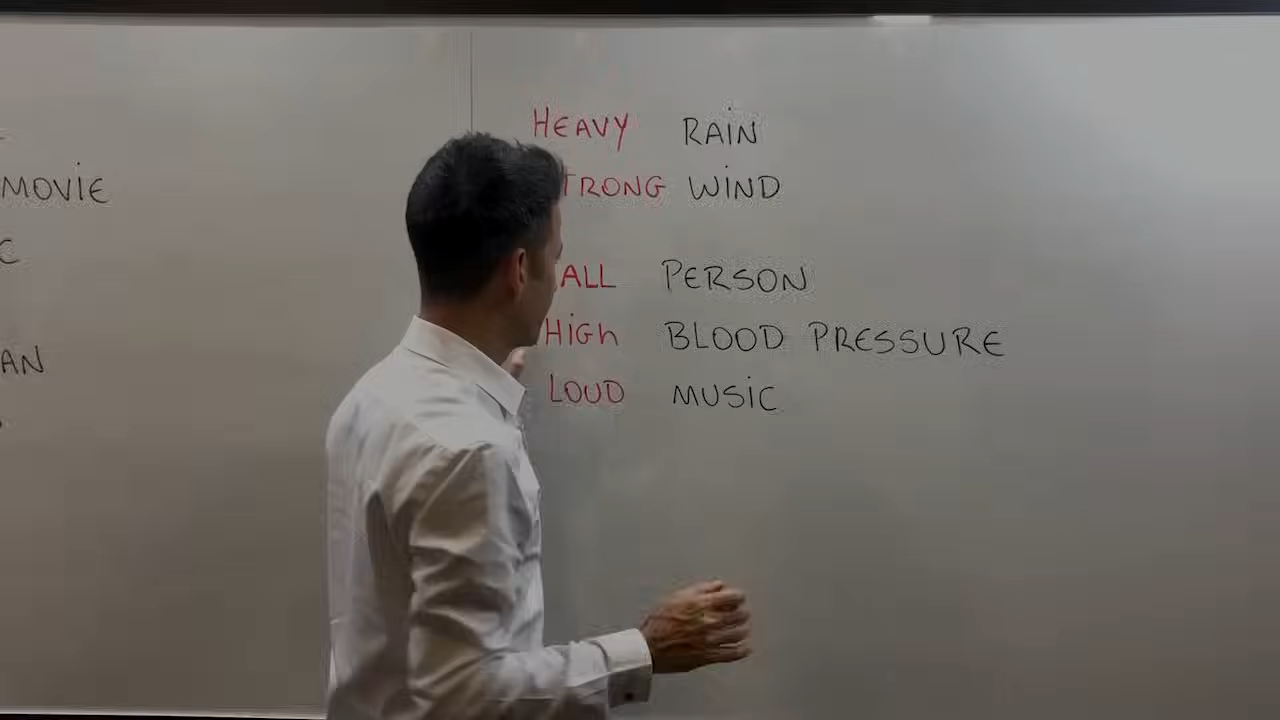 MOVIE
C
AN
HEAVY RAIN
TRONG WIND
ALL PERSON
HIGh BLOOD PRESSURE
LOUD MUSIC